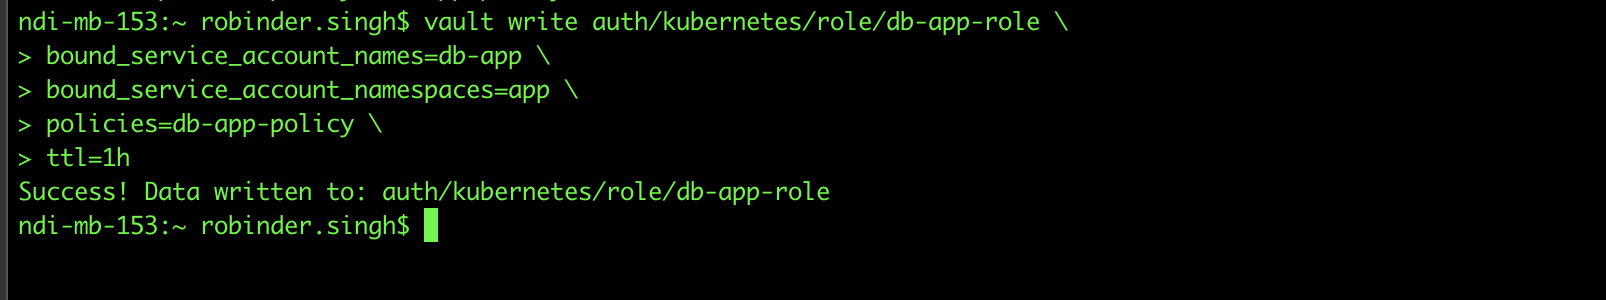 ndi-mb-153:~ robinder.singh$ vault write auth/kubernetes/role/db-app-role \
> bound_service_account_names=db-app \
> bound_service_account_namespaces=app \
> policies=db-app-policy \
> ttl=1h
Success! Data written to: auth/kubernetes/role/db-app-role
ndi-mb-153:~ robinder.singh$